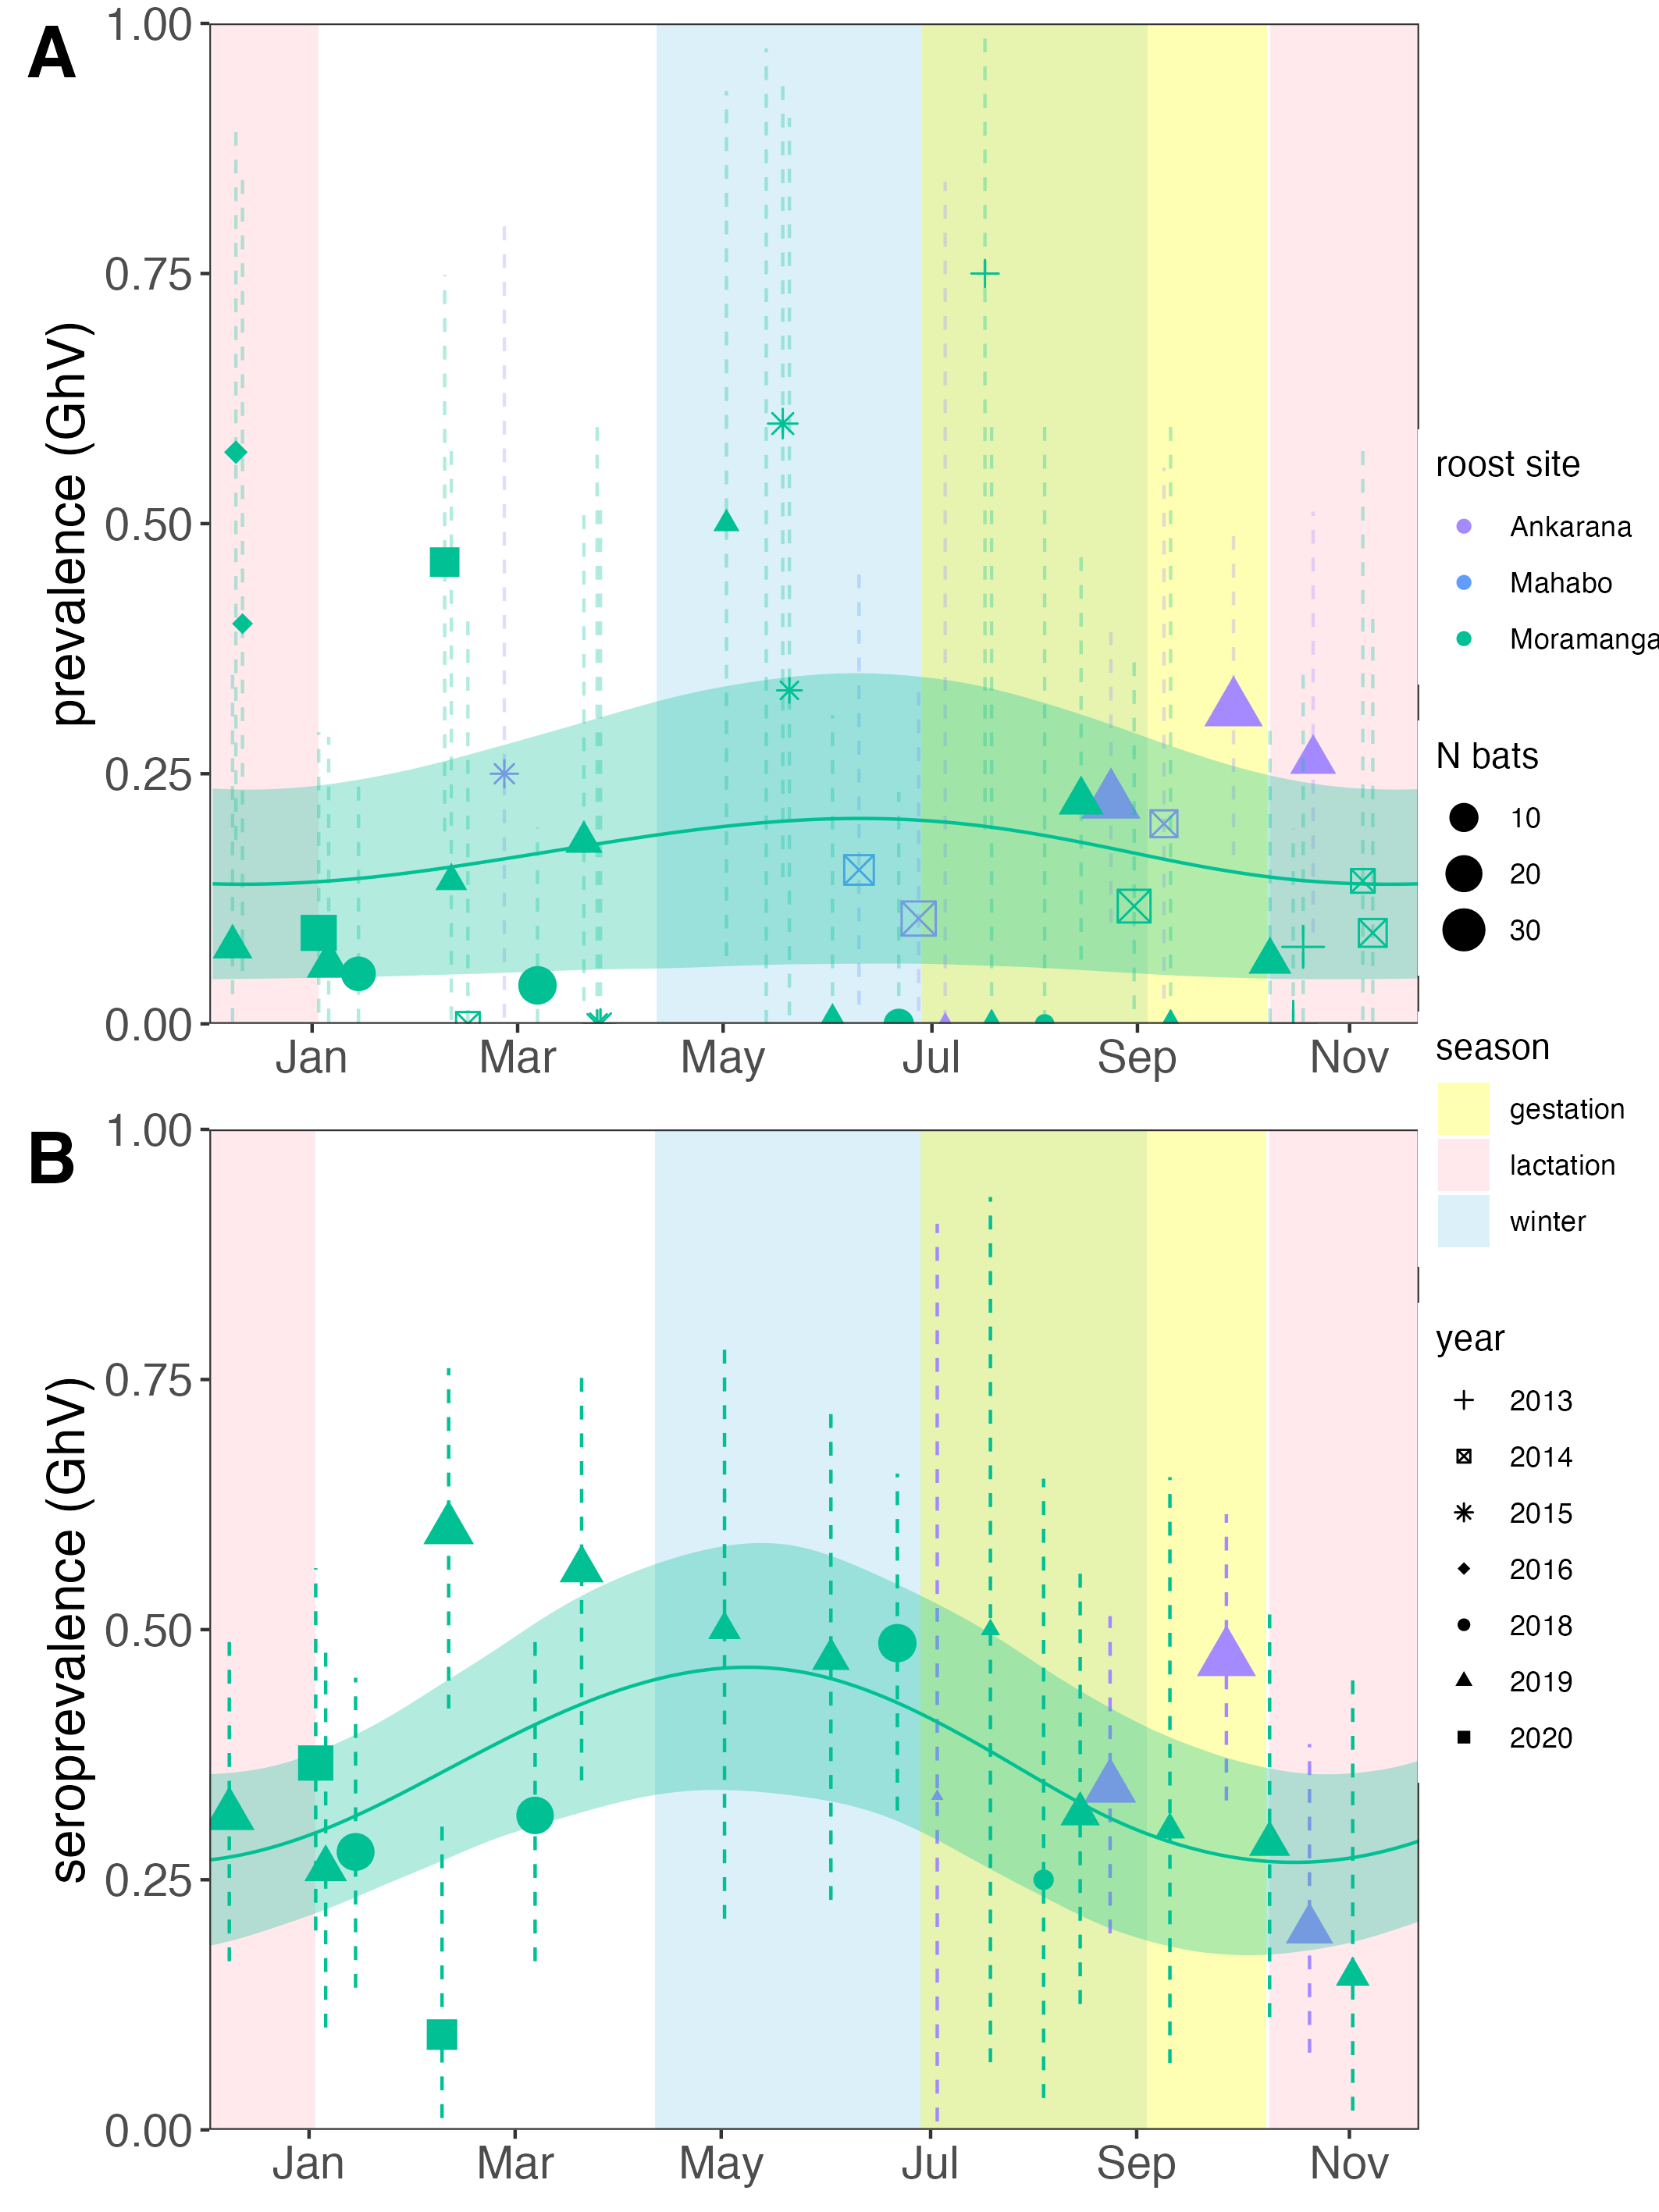 A
prevalence (GhV)
1.00
0.75
0.50
0.25
0.00
Jan Mar May Jul Sep Nov
B
seroprevalence (GhV)
1.00
0.75
0.50
0.25
0.00
Jan Mar May Jul Sep Nov
roost site
Ankarana
Mahabo
Moramanga
N bats
10
20
30
season
gestation
lactation
winter
year
2013
2014
2015
2016
2018
2019
2020